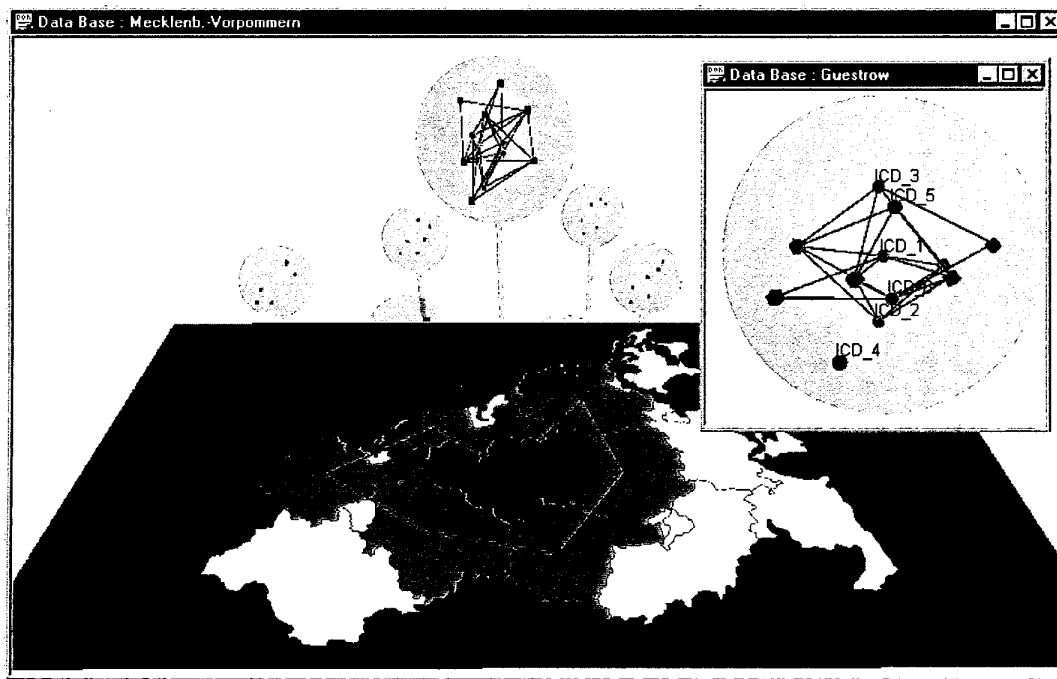 Data Base : Mecklenb.-Vorpommern
Data Base : Guestrow
ICD_3
ICD_5
ICD_1
ICD_2
ICD_4